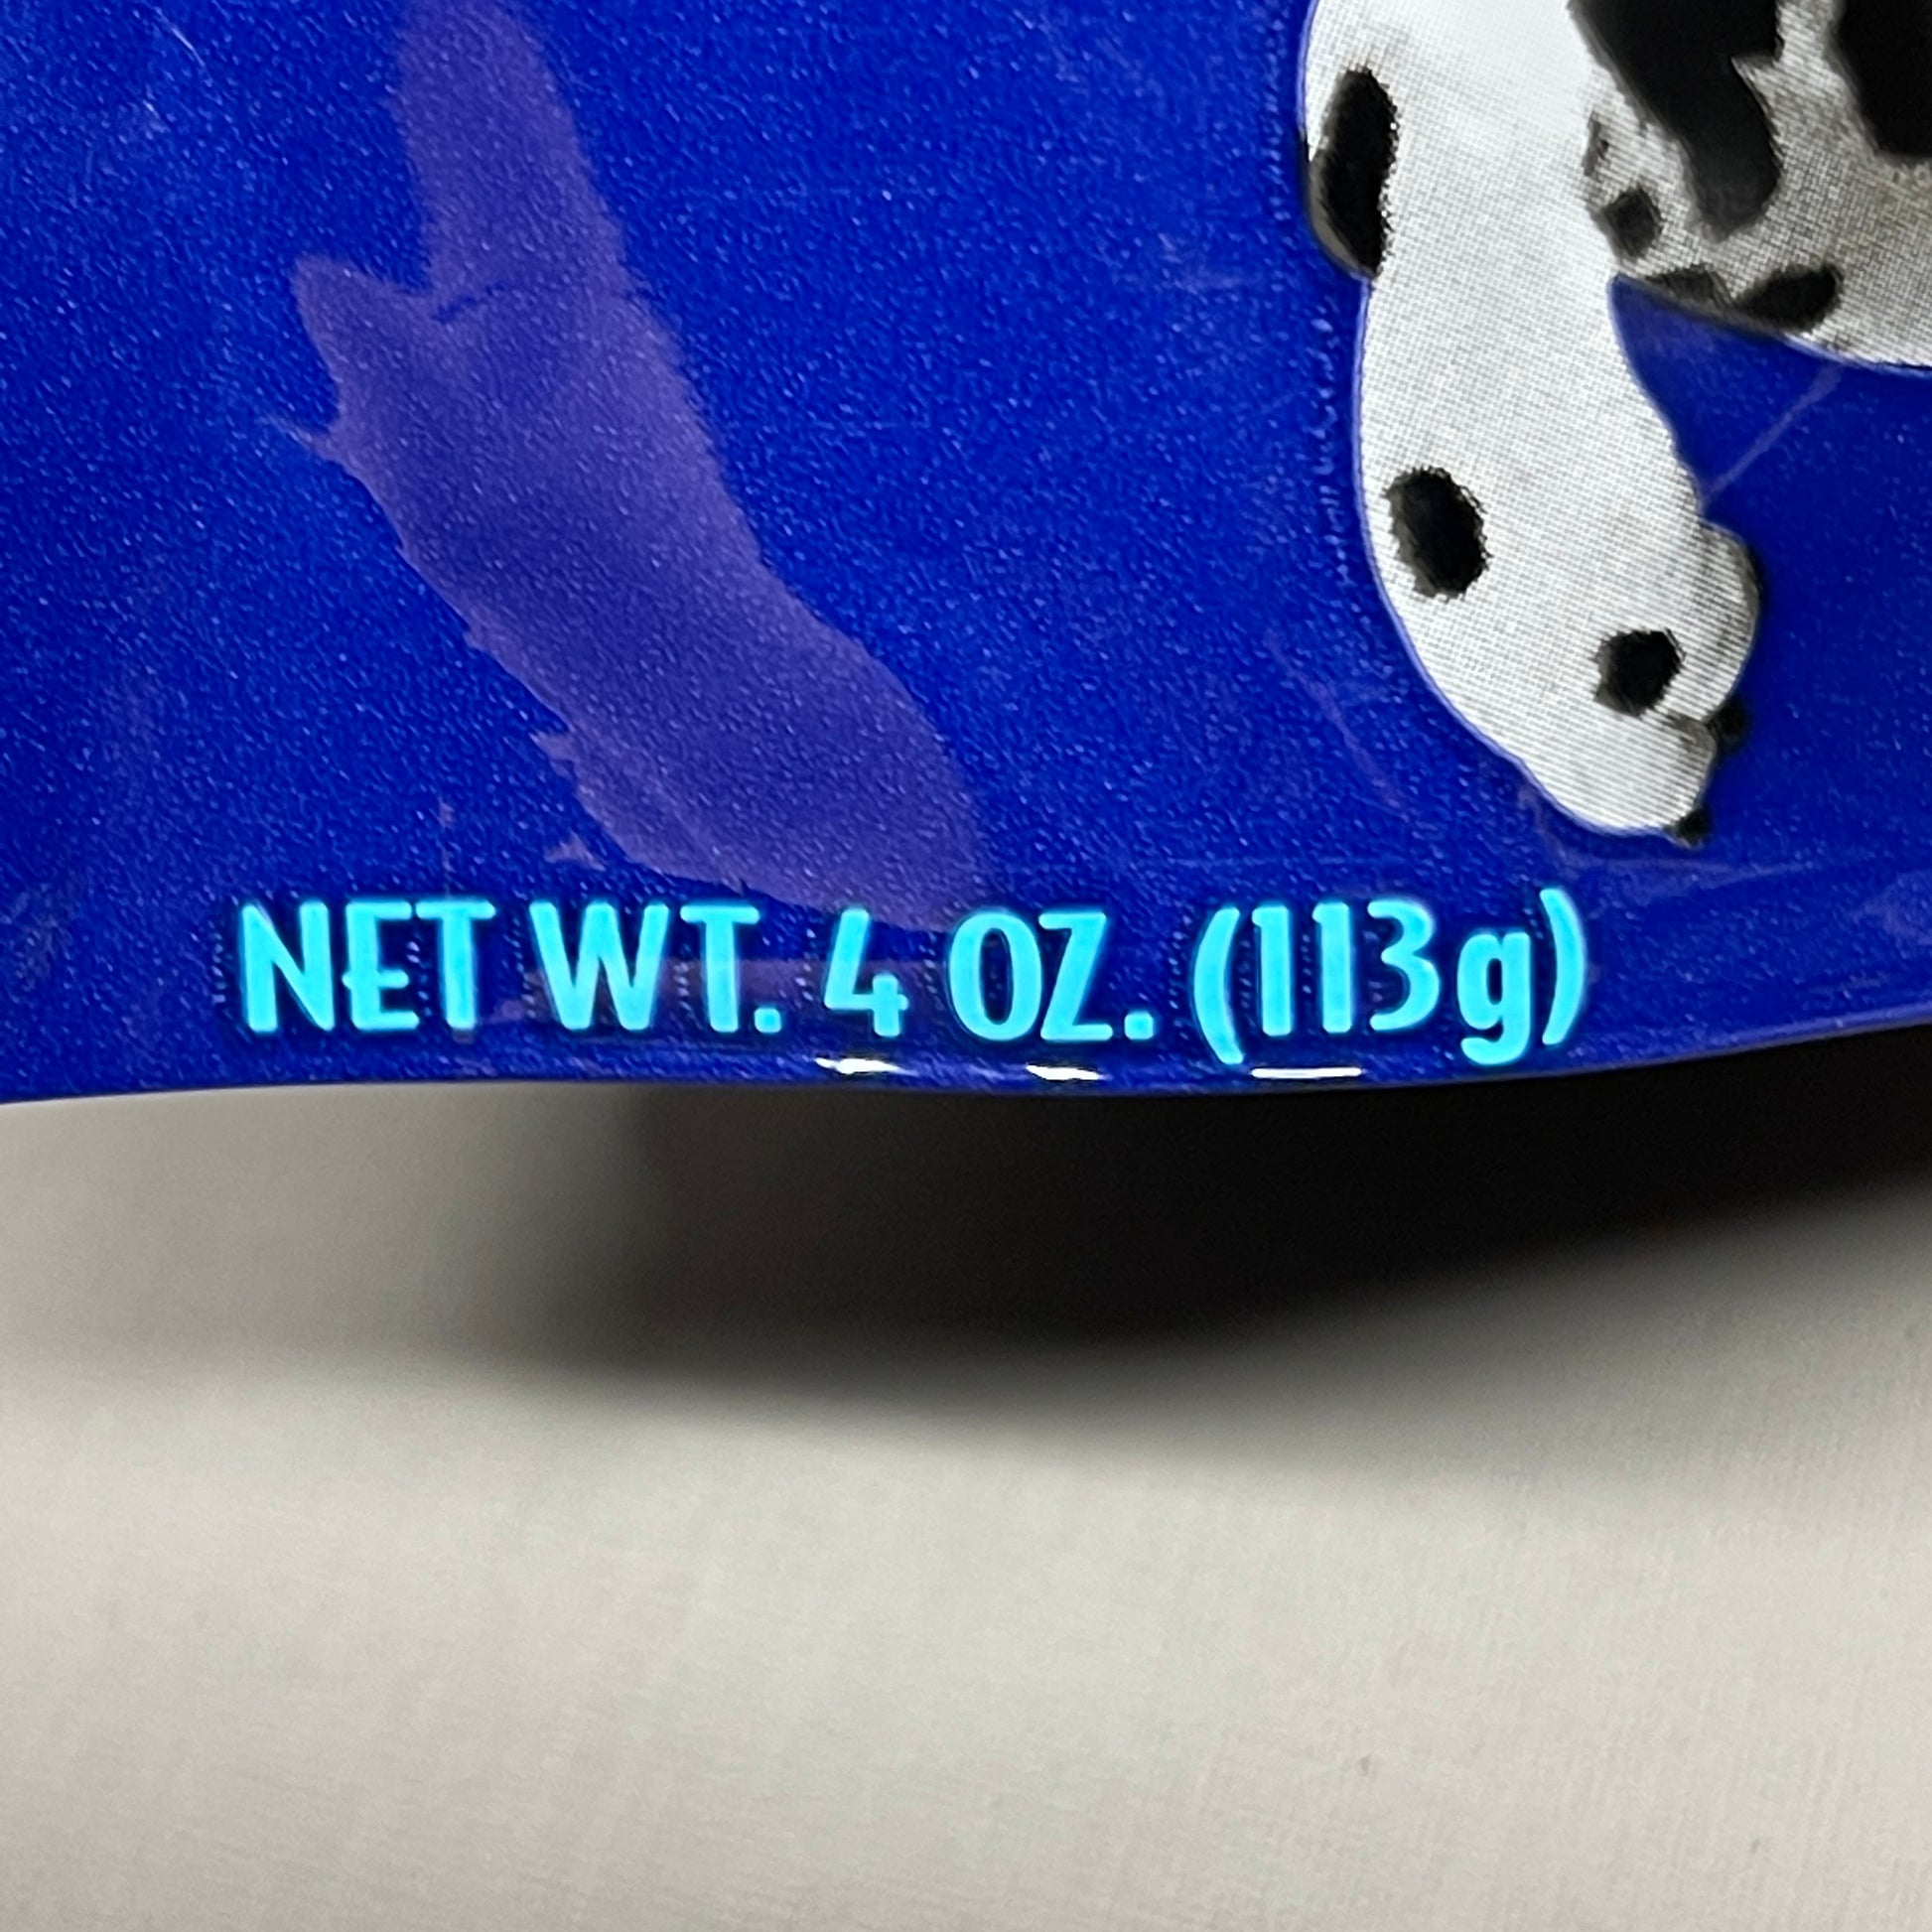 NET WT. 4 OZ. (113g)